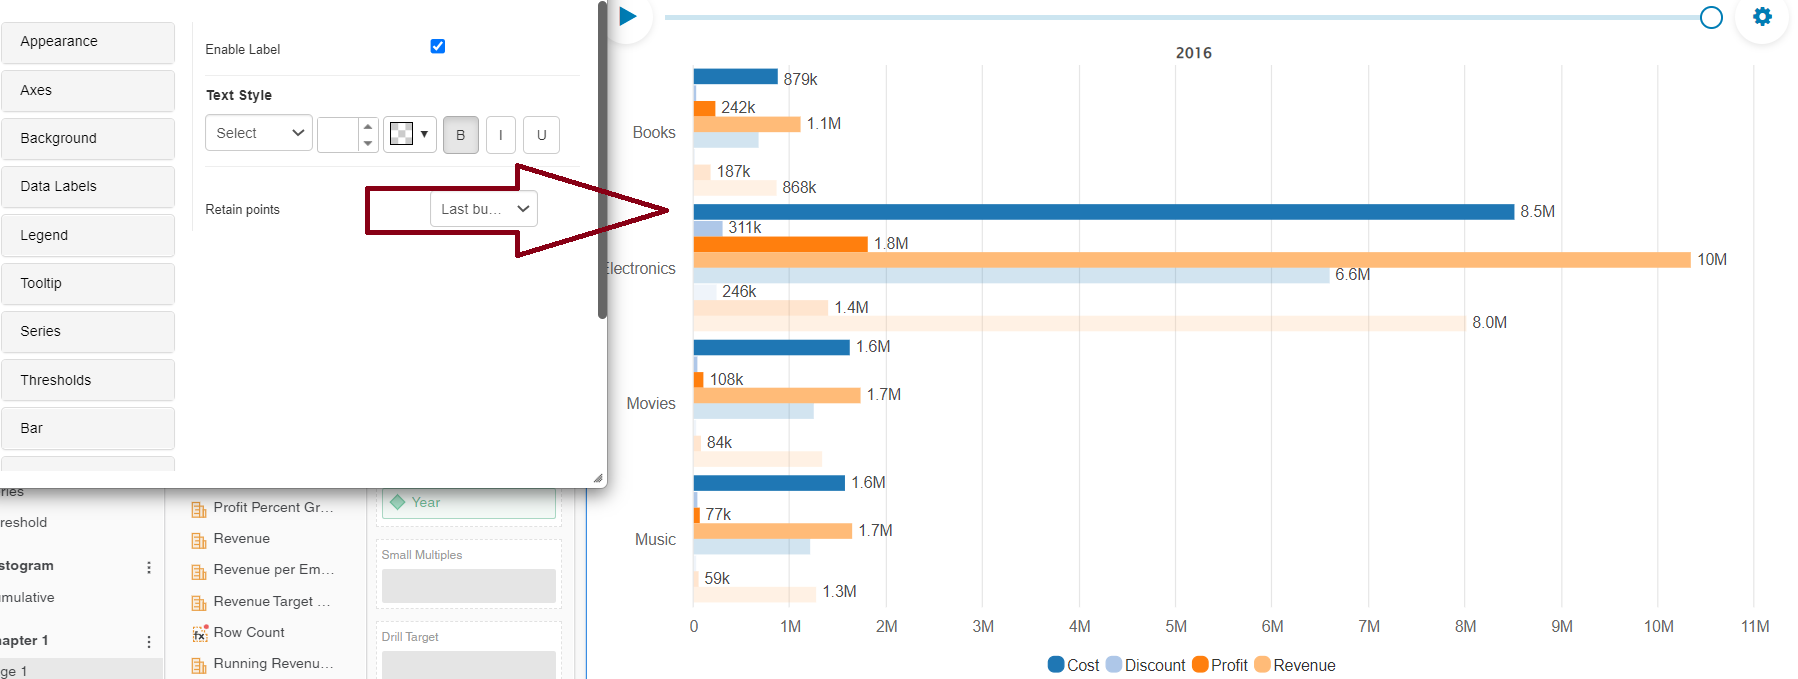 Appearance
Axes
Background
Data Labels
Legend
Tooltip
Series
Thresholds
Bar
Enable Label
Text Style
Select
B
I
U
Retain points
Last bu...
ries
reshold
stogram
mulative
apter 1
ge 1
Profit Percent Gr...
Revenue
Revenue per Em...
Revenue Target ...
fx Row Count
Running Revenu...
Year
Small Multiples
Drill Target
2016
Books
879k
242k
1.1M
187k
868k
Electronics
8.5M
311k
1.8M
10M
6.6M
246k
1.4M
8.0M
Movies
1.6M
108k
1.7M
84k
Music
1.6M
77k
1.7M
59k
1.3M
0 1M 2M 3M 4M 5M 6M 7M 8M 9M 10M 11M
Cost Discount Profit Revenue